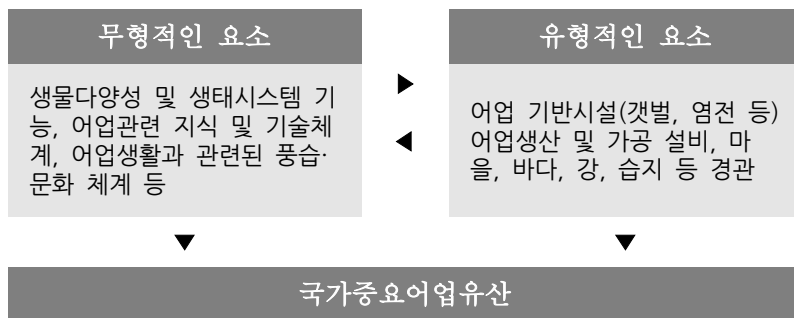 무형적인 요소
생물다양성 및 생태시스템 기
능, 어업관련 지식 및 기술체
계, 어업생활과 관련된 풍습·
문화 체계 등
유형적인 요소
어업 기반시설(갯벌, 염전 등)
어업생산 및 가공 설비, 마
을, 바다, 강, 습지 등 경관
국가중요어업유산